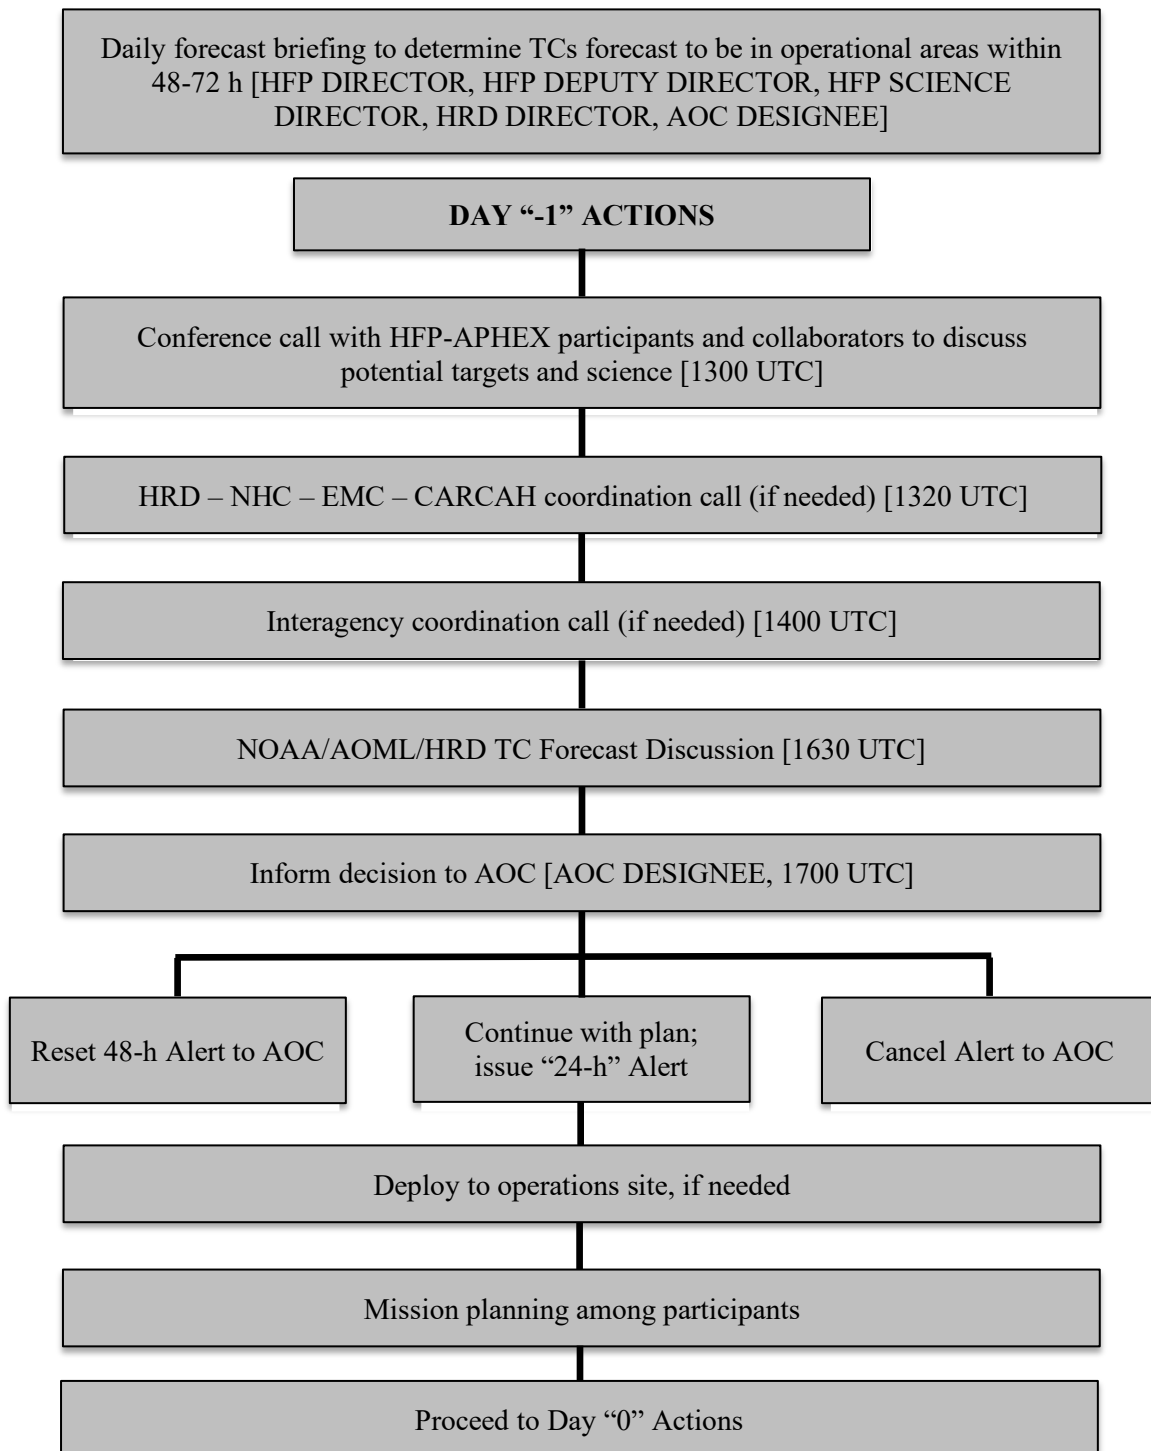 Daily forecast briefing to determine TCs forecast to be in operational areas within
48-72 h [HFP DIRECTOR, HFP DEPUTY DIRECTOR, HFP SCIENCE
DIRECTOR, HRD DIRECTOR, AOC DESIGNEE]
DAY “-1” ACTIONS
Conference call with HFP-APHEX participants and collaborators to discuss
potential targets and science [1300 UTC]
HRD – NHC – EMC – CARCAH coordination call (if needed) [1320 UTC]
Interagency coordination call (if needed) [1400 UTC]
NOAA/AOML/HRD TC Forecast Discussion [1630 UTC]
Inform decision to AOC [AOC DESIGNEE, 1700 UTC]
Reset 48-h Alert to AOC
Continue with plan;
issue “24-h” Alert
Cancel Alert to AOC
Deploy to operations site, if needed
Mission planning among participants
Proceed to Day “0” Actions